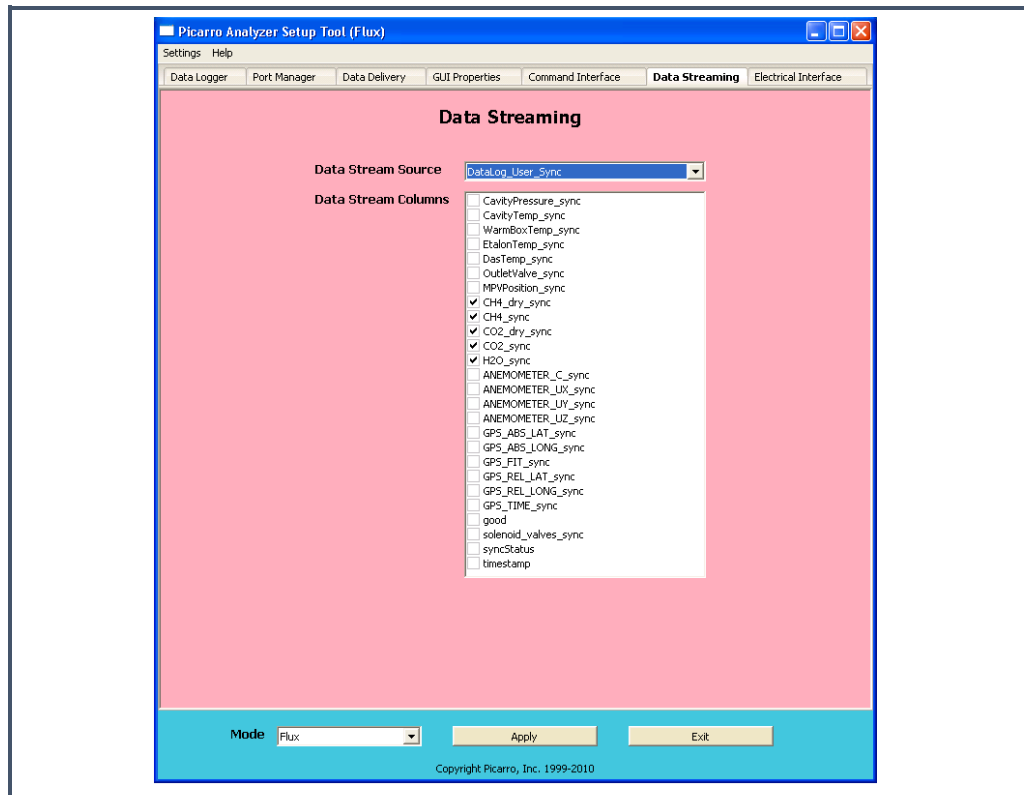 Picarro Analyzer Setup Tool (Flux)
Settings Help
Data Logger Port Manager Data Delivery GUI Properties Command Interface Data Streaming Electrical Interface
Data Streaming
Data Stream Source DataLog_User_Sync
Data Stream Columns CavityPressure_sync
CavityTemp_sync
WarmBoxTemp_sync
EtalonTemp_sync
DasTemp_sync
OutletValve_sync
MPVPosition_sync
CH4_dry_sync
CH4_sync
CO2_dry_sync
CO2_sync
H2O_sync
ANEMOMETER_C_sync
ANEMOMETER_UX_sync
ANEMOMETER_UY_sync
ANEMOMETER_UZ_sync
GPS_ABS_LAT_sync
GPS_ABS_LONG_sync
GPS_FIT_sync
GPS_REL_LAT_sync
GPS_REL_LONG_sync
GPS_TIME_sync
good
solenoid_valves_sync
syncStatus
timestamp
Mode Flux Apply Exit
Copyright Picarro, Inc. 1999-2010